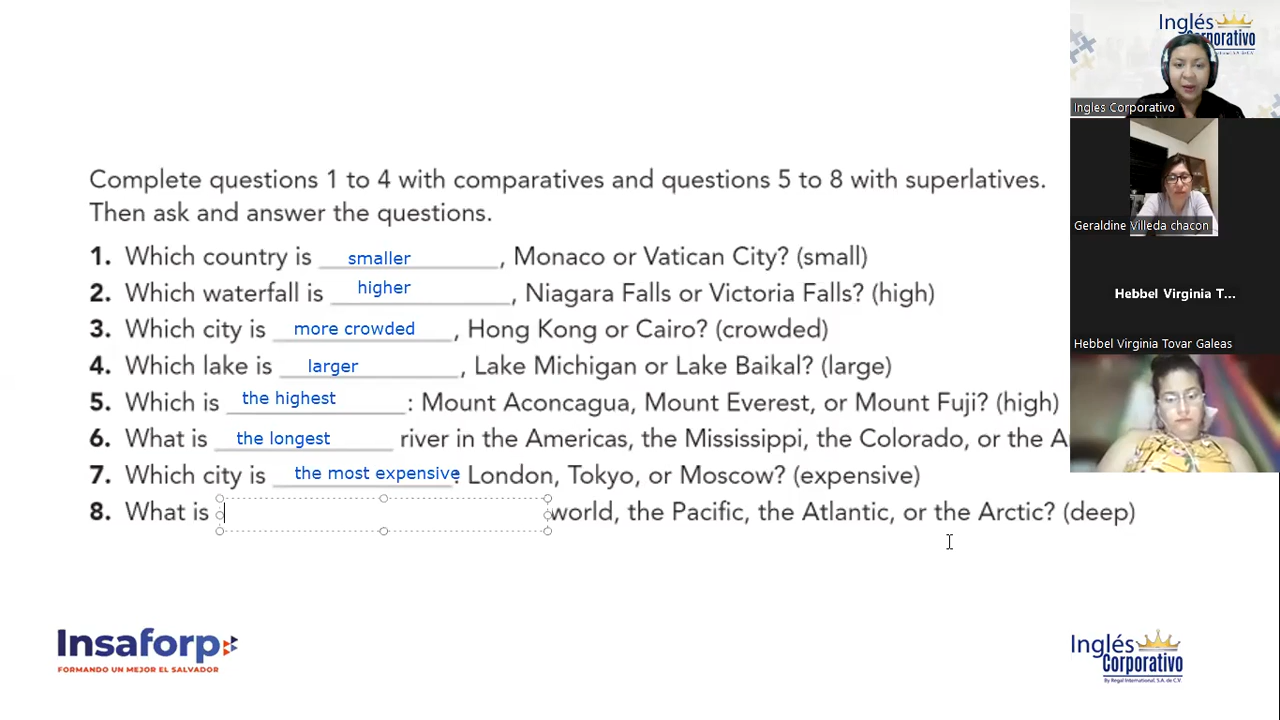 Inglés
Corporativo
Ingles Corporativo
Geraldine Villeda chacon
Hebbel Virginia T...
Hebbel Virginia Tovar Galeas
Complete questions 1 to 4 with comparatives and questions 5 to 8 with superlatives.
Then ask and answer the questions.
1. Which country is smaller, Monaco or Vatican City? (small)
2. Which waterfall is higher, Niagara Falls or Victoria Falls? (high)
3. Which city is more crowded, Hong Kong or Cairo? (crowded)
4. Which lake is larger, Lake Michigan or Lake Baikal? (large)
5. Which is the highest: Mount Aconcagua, Mount Everest, or Mount Fuji? (high)
6. What is the longest river in the Americas, the Mississippi, the Colorado, or the A
7. Which city is the most expensive: London, Tokyo, or Moscow? (expensive)
8. What is world, the Pacific, the Atlantic, or the Arctic? (deep)
Insaforp
FORMANDO UN MEJOR EL SALVADOR
Inglés
Corporativo
By Regal International, S.A. de C.V.